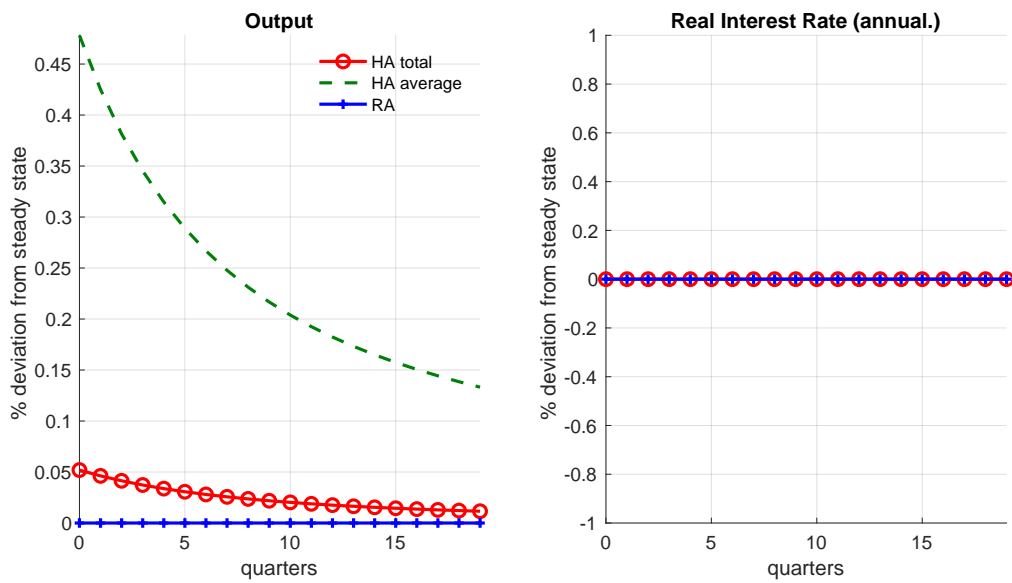 Output
HA total
HA average
RA
% deviation from steady state
0.45
0.4
0.35
0.3
0.25
0.2
0.15
0.1
0.05
0
0 5 10 15
quarters
Real Interest Rate (annual.)
% deviation from steady state
1
0.8
0.6
0.4
0.2
0
-0.2
-0.4
-0.6
-0.8
-1
0 5 10 15
quarters